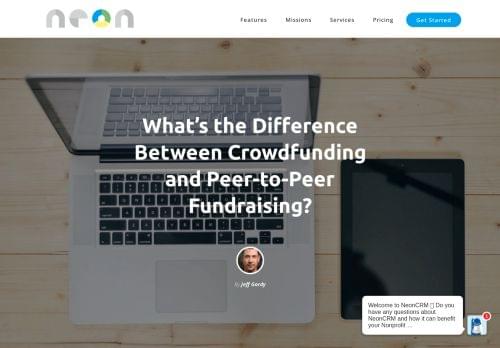 neon
Features
Missions
Services
Pricing
Get Started
What's the Difference
Between Crowdfunding
and Peer-to-Peer
Fundraising?
By Jeff Gordy
Welcome to NeonCRM 👋 Do you
have any questions about
NeonCRM and how it can benefit
your Nonprofit ...
1